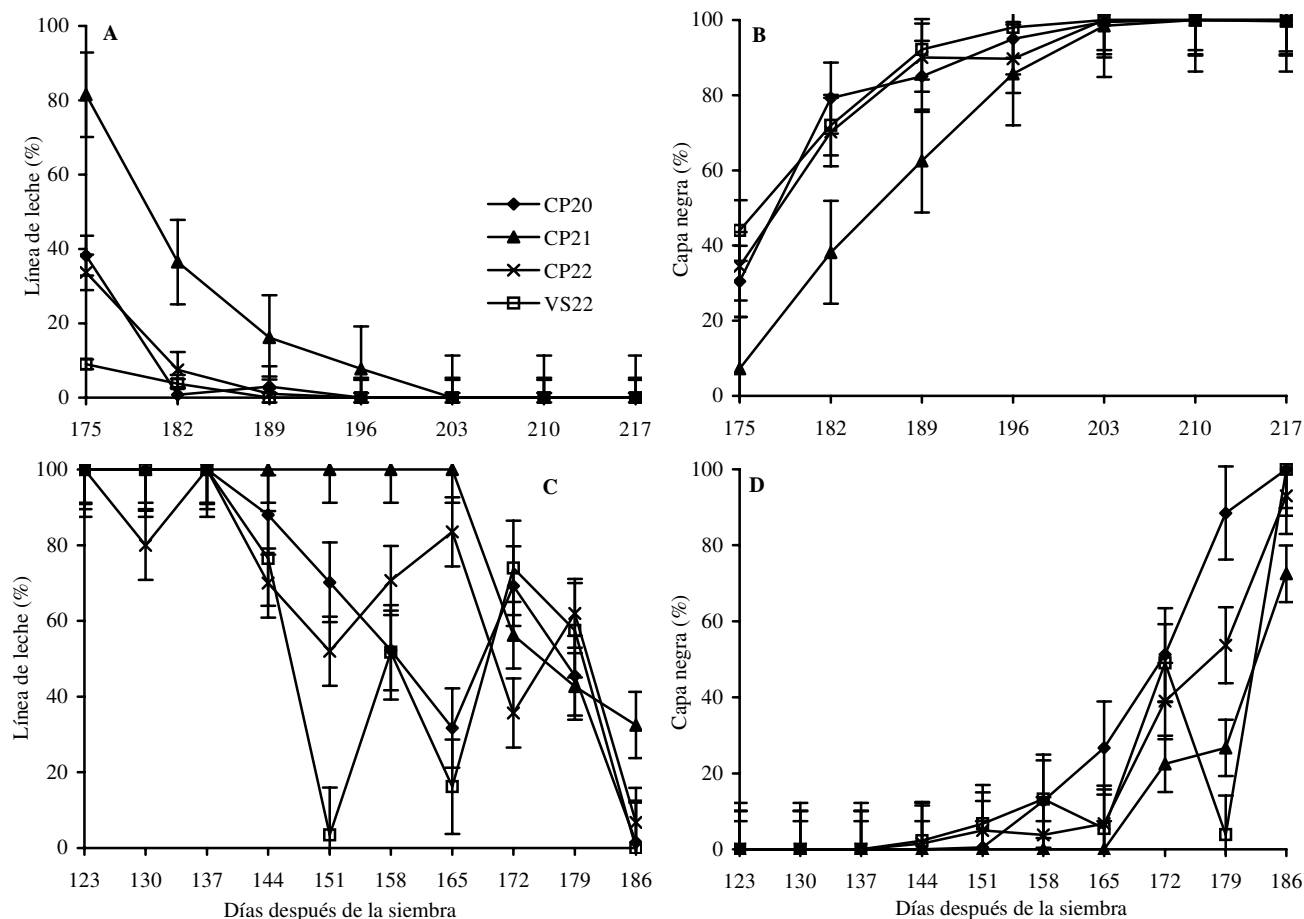 A
Línea de leche (%)
100
80
60
40
20
0
175 182 189 196 203 210 217
CP20
CP21
CP22
VS22
B
Capa negra (%)
100
80
60
40
20
0
175 182 189 196 203 210 217
C
Línea de leche (%)
100
80
60
40
20
0
123 130 137 144 151 158 165 172 179 186
Días después de la siembra
D
Capa negra (%)
100
80
60
40
20
0
123 130 137 144 151 158 165 172 179 186
Días después de la siembra